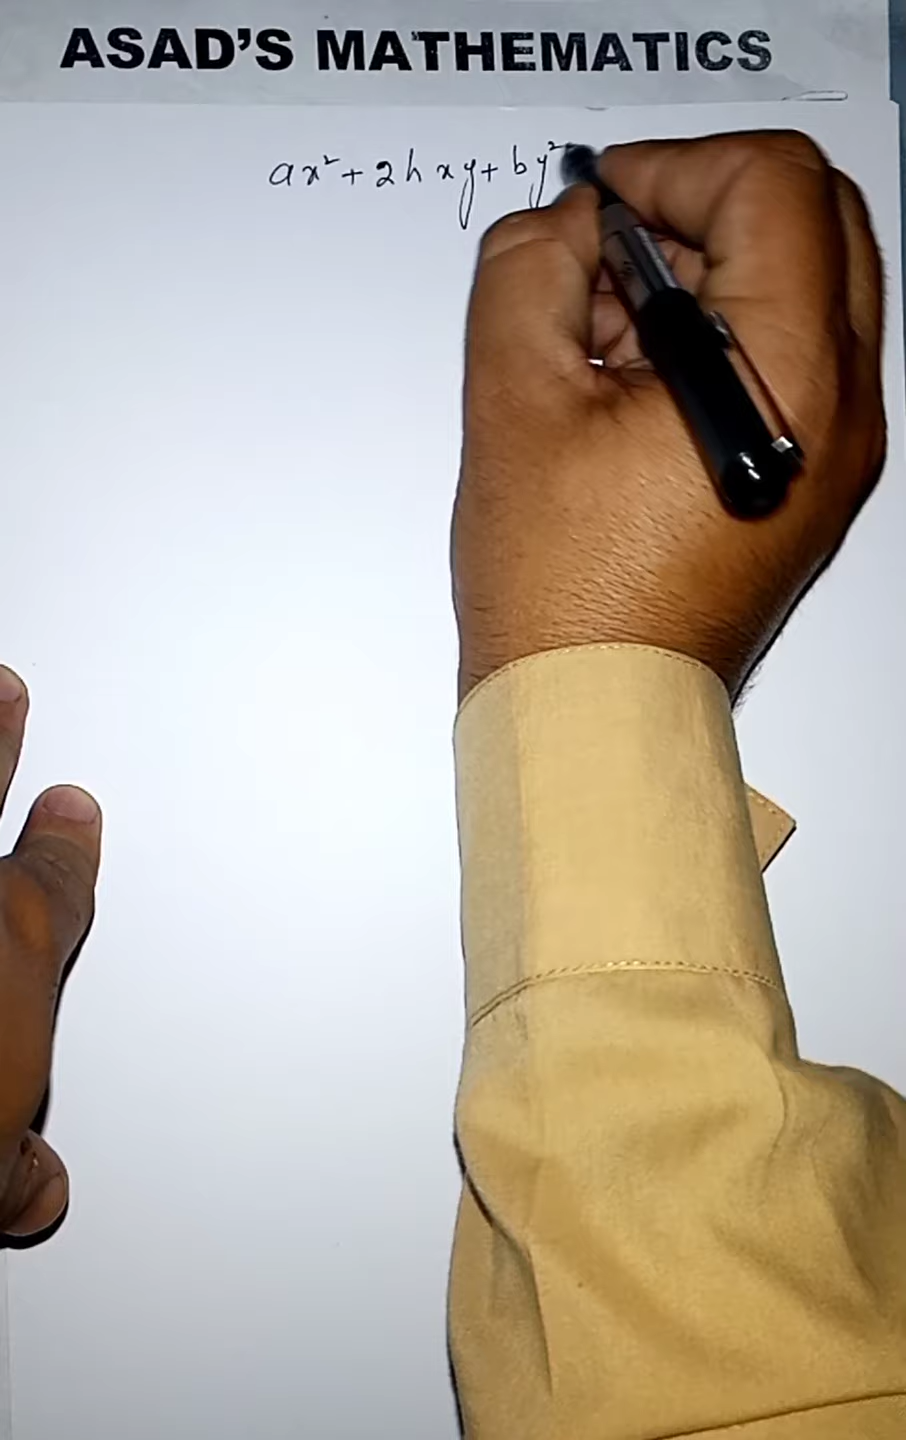 ASAD'S MATHEMATICS
ax² + 2hxy + by²